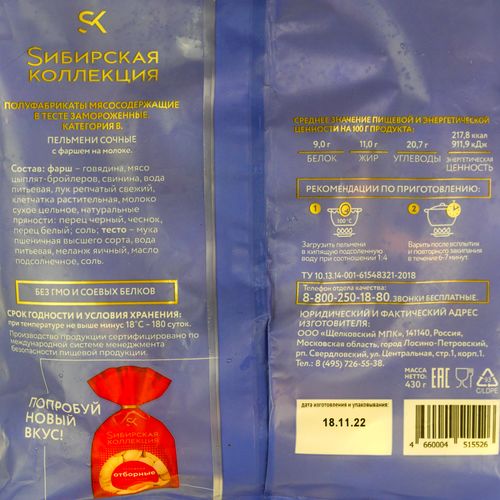 SK
SИБИРСКАЯ
КОЛЛЕКЦИЯ
ПОЛУФАБРИКАТЫ МЯСОСОДЕРЖАЩИЕ
В ТЕСТЕ ЗАМОРОЖЕННЫЕ.
КАТЕГОРИЯ В.
ПЕЛЬМЕНИ СОЧНЫЕ
С ФАРШЕМ НА МОЛОКЕ.
Состав: фарш – говядина, мясо
цыплят-бройлеров, свинина, вода
питьевая, лук репчатый свежий,
клетчатка растительная, молоко
сухое цельное, натуральные
пряности: перец черный, чеснок,
перец белый; соль; тесто – мука
пшеничная высшего сорта, вода
питьевая, меланж яичный, масло
подсолнечное, соль.
БЕЗ ГМО И СОЕВЫХ БЕЛКОВ
СРОК ГОДНОСТИ И УСЛОВИЯ ХРАНЕНИЯ:
при температуре не выше минус 18°С – 180 суток.
Производство продукции сертифицировано по
международной системе менеджмента
безопасности пищевой продукции.
ПОПРОБУЙ
НОВЫЙ
ВКУС!
SИБИРСКАЯ
КОЛЛЕКЦИЯ
отборные
СРЕДНЕЕ ЗНАЧЕНИЕ ПИЩЕВОЙ И ЭНЕРГЕТИЧЕСКОЙ
ЦЕННОСТИ НА 100 Г ПРОДУКТА:
9,0 г 11,0 г 20,7 г 217,8 ккал 911,9 кДж
БЕЛОК ЖИР УГЛЕВОДЫ ЭНЕРГЕТИЧЕСКАЯ ЦЕННОСТЬ
РЕКОМЕНДАЦИИ ПО ПРИГОТОВЛЕНИЮ:
1 100°C 2
Загрузить пельмени
в кипящую подсоленную
воду при соотношении 1:4
Варить после всплытия
и повторного закипания
в течение 6-7 минут.
ТУ 10.13.14-001-61548321-2018
Телефон отдела качества:
8-800-250-18-80 ЗВОНКИ БЕСПЛАТНЫЕ.
ЮРИДИЧЕСКИЙ И ФАКТИЧЕСКИЙ АДРЕС
ИЗГОТОВИТЕЛЯ:
ООО «Щелковский МПК», 141140, Россия,
Московская область, город Лосино-Петровский,
рп. Свердловский, ул. Центральная, стр.1, корп.1.
Тел.: 8 (495) 726-55-38.
МАССА
НЕТТО
430 г
EAC
C/LDPE
дата изготовления и упаковывания:
18.11.22
4 660004 515526